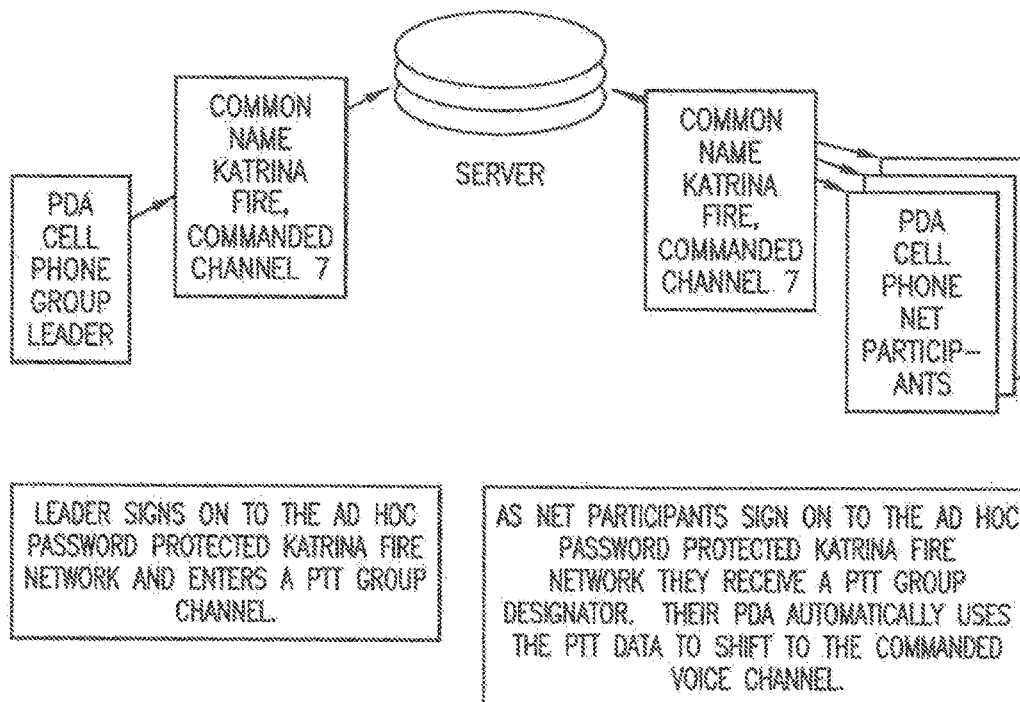 PDA
CELL
PHONE
GROUP
LEADER
COMMON
NAME
KATRINA
FIRE,
COMMANDED
CHANNEL 7
SERVER
COMMON
NAME
KATRINA
FIRE,
COMMANDED
CHANNEL 7
PDA
CELL
PHONE
NET
PARTICIP-
ANTS
LEADER SIGNS ON TO THE AD HOC
PASSWORD PROTECTED KATRINA FIRE
NETWORK AND ENTERS A PTT GROUP
CHANNEL.
AS NET PARTICIPANTS SIGN ON TO THE AD HOC
PASSWORD PROTECTED KATRINA FIRE
NETWORK THEY RECEIVE A PTT GROUP
DESIGNATOR. THEIR PDA AUTOMATICALLY USES
THE PTT DATA TO SHIFT TO THE COMMANDED
VOICE CHANNEL.